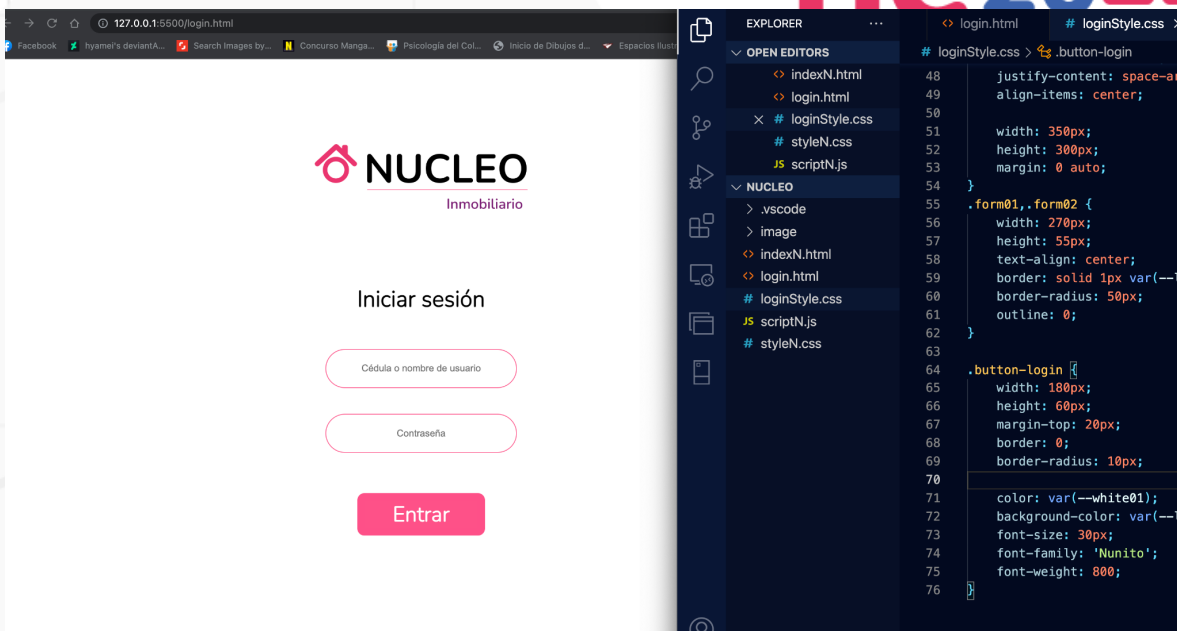 127.0.0.1:5500/login.html
Facebook
hyamei's deviantA...
Search Images by...
Concurso Manga...
Psicología del Col...
Inicio de Dibujos d...
Espacios Ilust
NUCLEO
Inmobiliario
Iniciar sesión
Cédula o nombre de usuario
Contraseña
Entrar
EXPLORER ...
OPEN EDITORS
<> indexN.html
<> login.html
# loginStyle.css
# styleN.css
JS scriptN.js
NUCLEO
> .vscode
> image
<> indexN.html
<> login.html
# loginStyle.css
JS scriptN.js
# styleN.css
<> login.html # loginStyle.css
# loginStyle.css > .button-login
48 justify-content: space-ar
49 align-items: center;
50
51 width: 350px;
52 height: 300px;
53 margin: 0 auto;
54 }
55 .form01,.form02 {
56 width: 270px;
57 height: 55px;
58 text-align: center;
59 border: solid 1px var(--
60 border-radius: 50px;
61 outline: 0;
62 }
63
64 .button-login {
65 width: 180px;
66 height: 60px;
67 margin-top: 20px;
68 border: 0;
69 border-radius: 10px;
70
71 color: var(--white01);
72 background-color: var(--
73 font-size: 30px;
74 font-family: 'Nunito';
75 font-weight: 800;
76 }